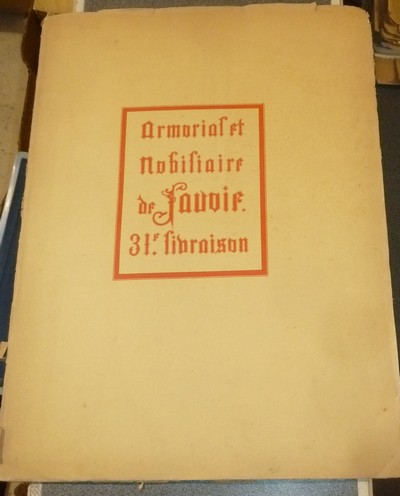 Armorial et
Nobiliaire
de Savoie.
31e. livraison